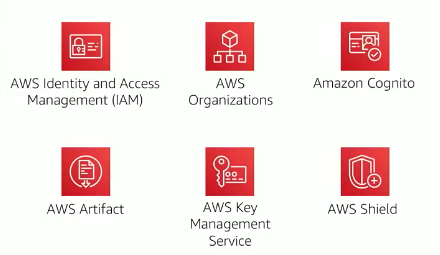 AWS Identity and Access
Management (IAM)
AWS
Organizations
Amazon Cognito
AWS Artifact
AWS Key
Management
Service
AWS Shield